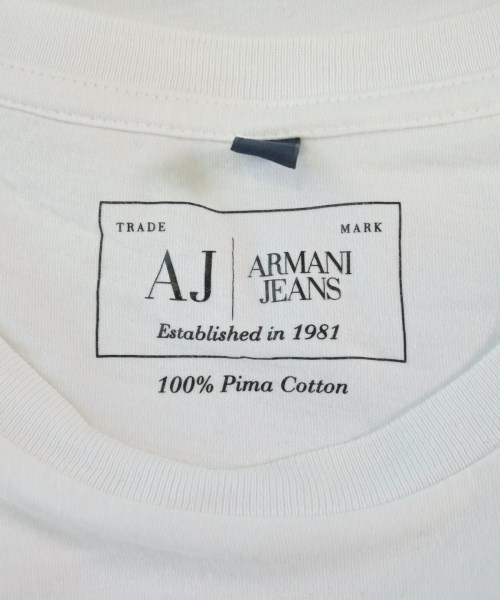 TRADE MARK
AJ ARMANI
JEANS
Established in 1981
100% Pima Cotton